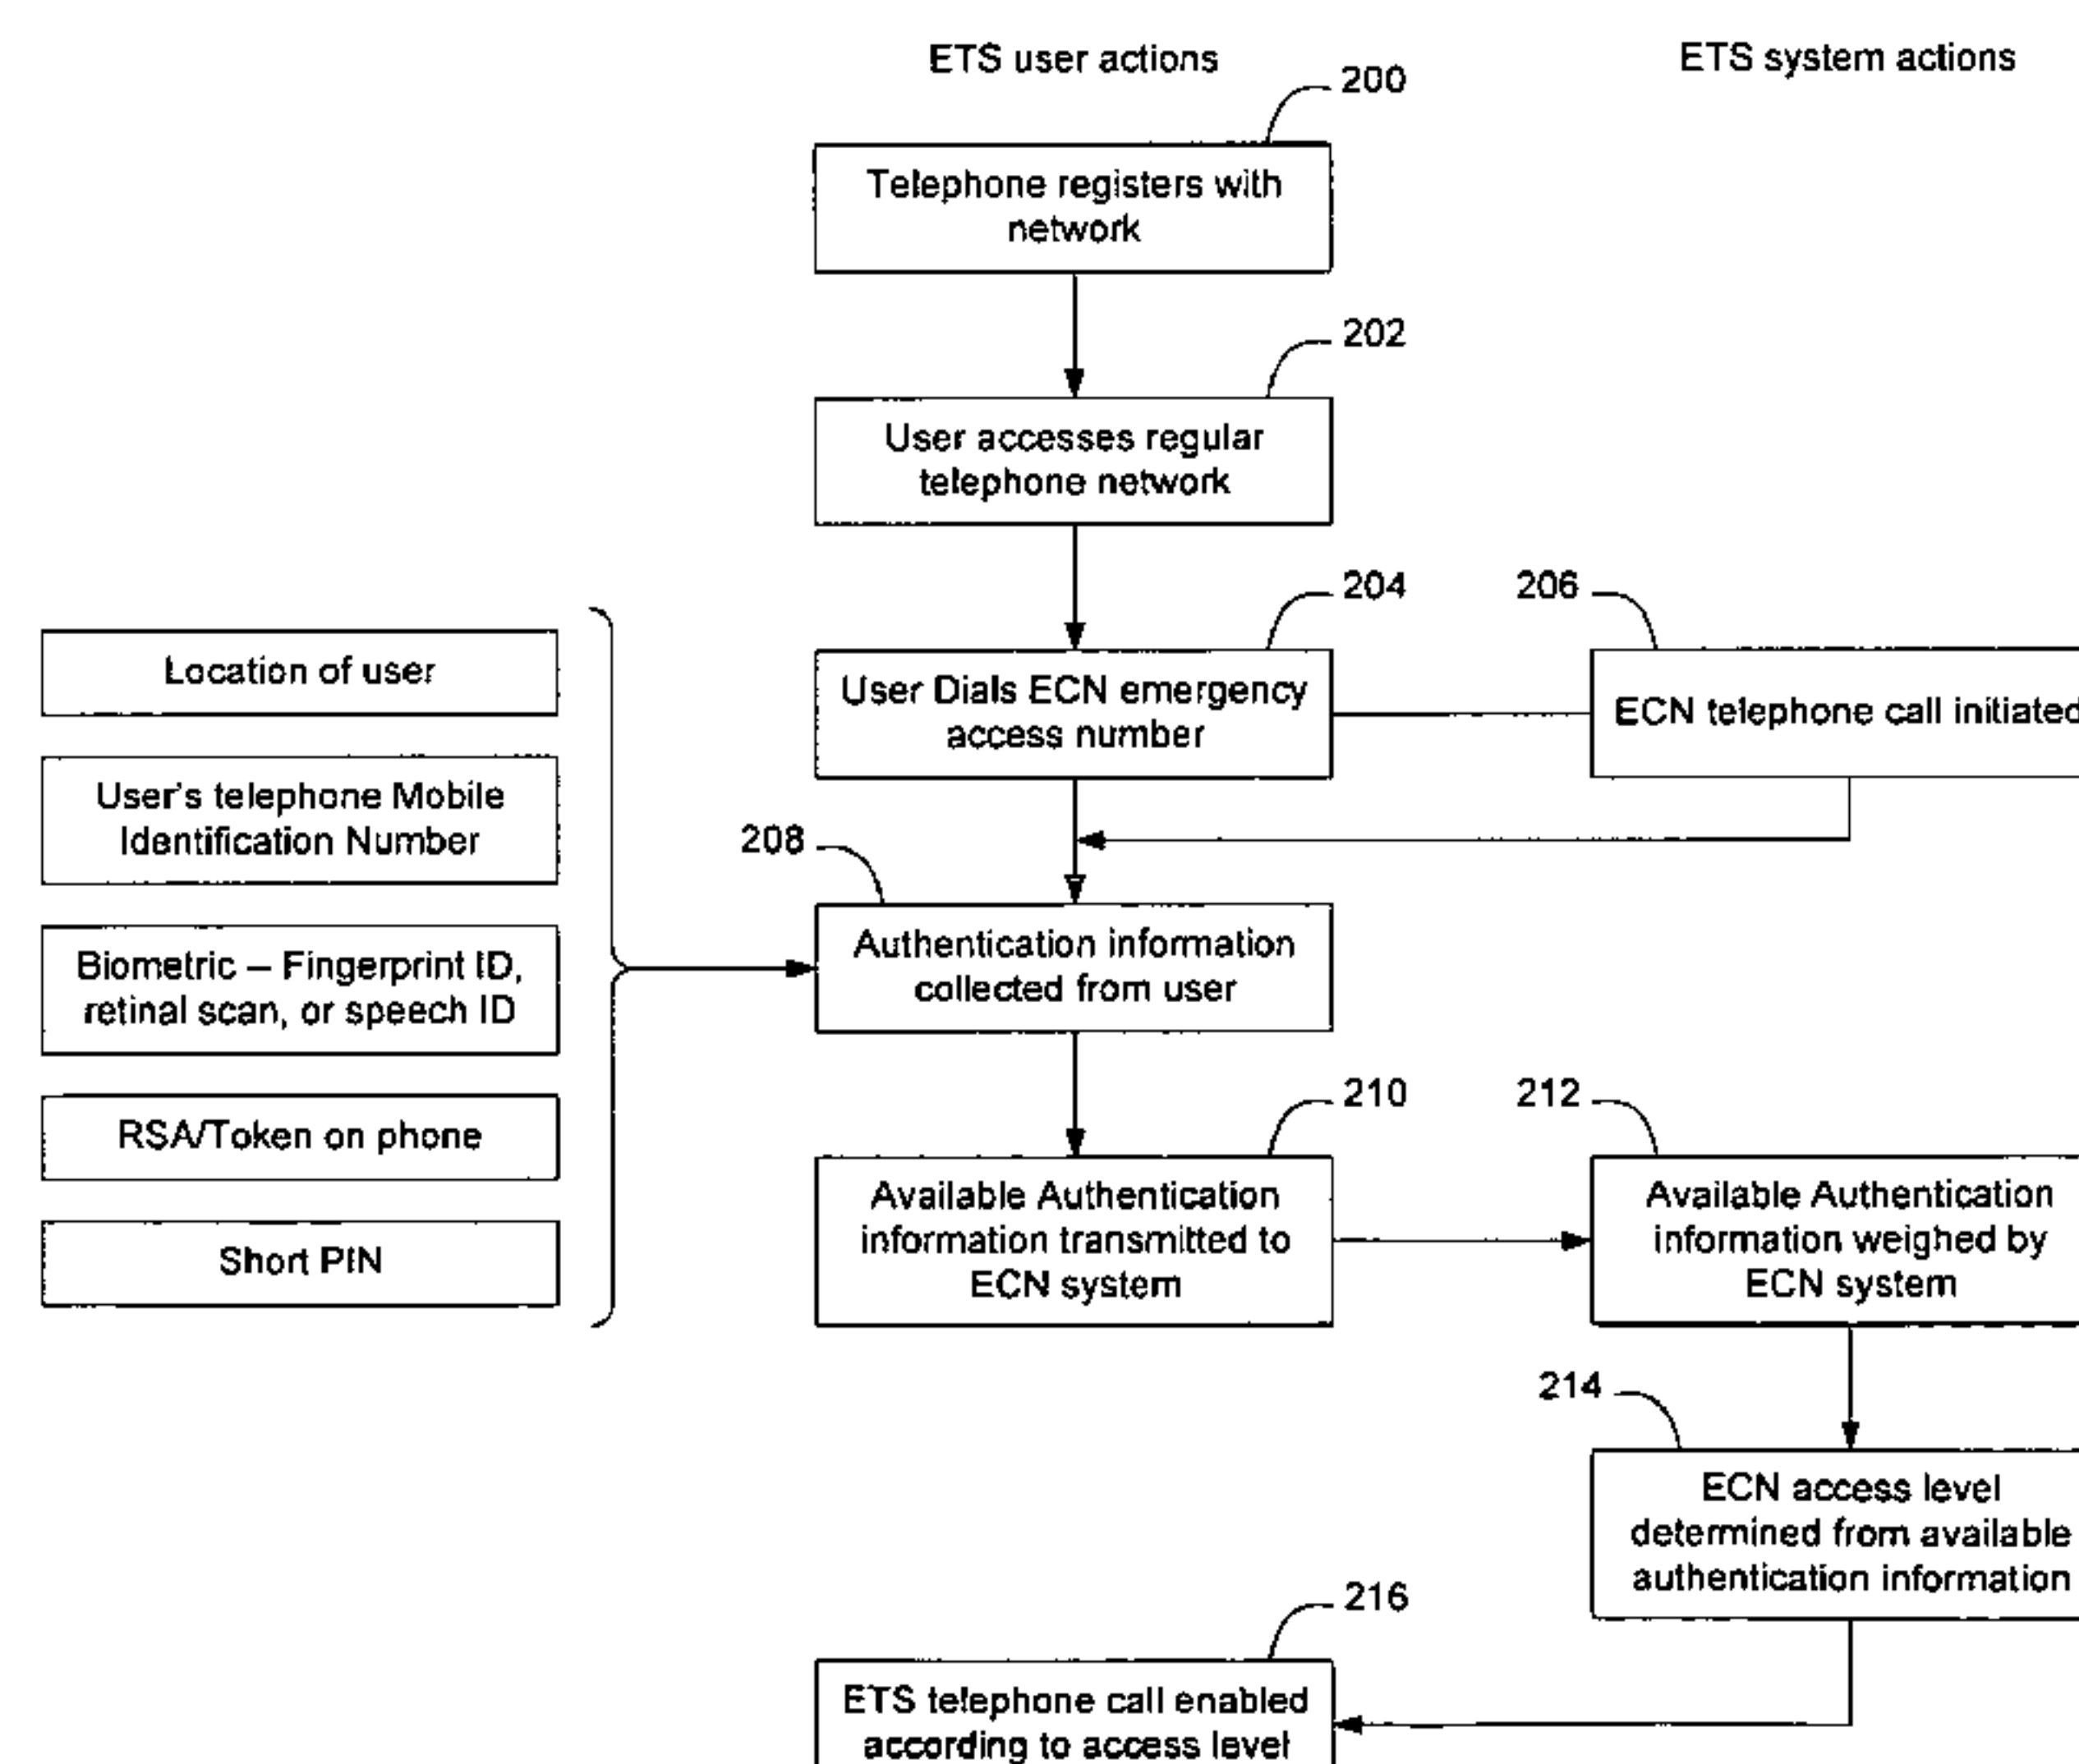 ETS user actions
ETS system actions
200
Telephone registers with
network
202
User accesses regular
telephone network
204
206
User Dials ECN emergency
access number
ECN telephone call initiated
Location of user
User's telephone Mobile
Identification Number
Biometric – Fingerprint ID,
retinal scan, or speech ID
RSA/Token on phone
Short PIN
208
Authentication information
collected from user
210
212
Available Authentication
information transmitted to
ECN system
Available Authentication
information weighed by
ECN system
214
ECN access level
determined from available
authentication information
216
ETS telephone call enabled
according to access level